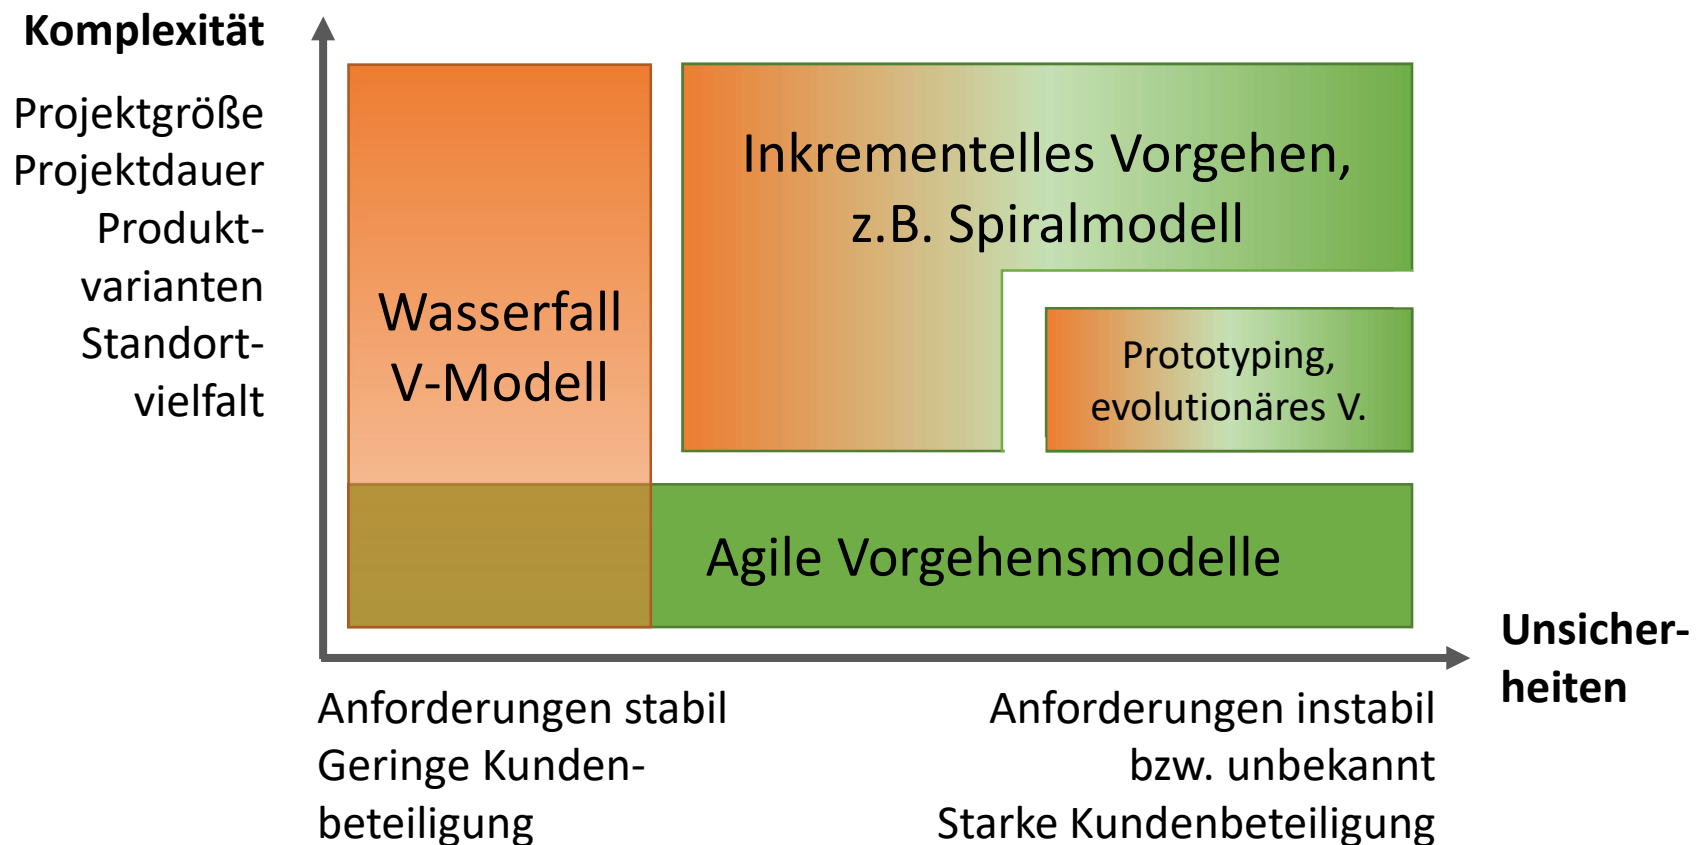 Komplexität
Projektgröße
Projektdauer
Produkt-
varianten
Standort-
vielfalt
Wasserfall
V-Modell
Inkrementelles Vorgehen,
z.B. Spiralmodell
Prototyping,
evolutionäres V.
Agile Vorgehensmodelle
Unsicher-
heiten
Anforderungen stabil
Geringe Kunden-
beteiligung
Anforderungen instabil
bzw. unbekannt
Starke Kundenbeteiligung